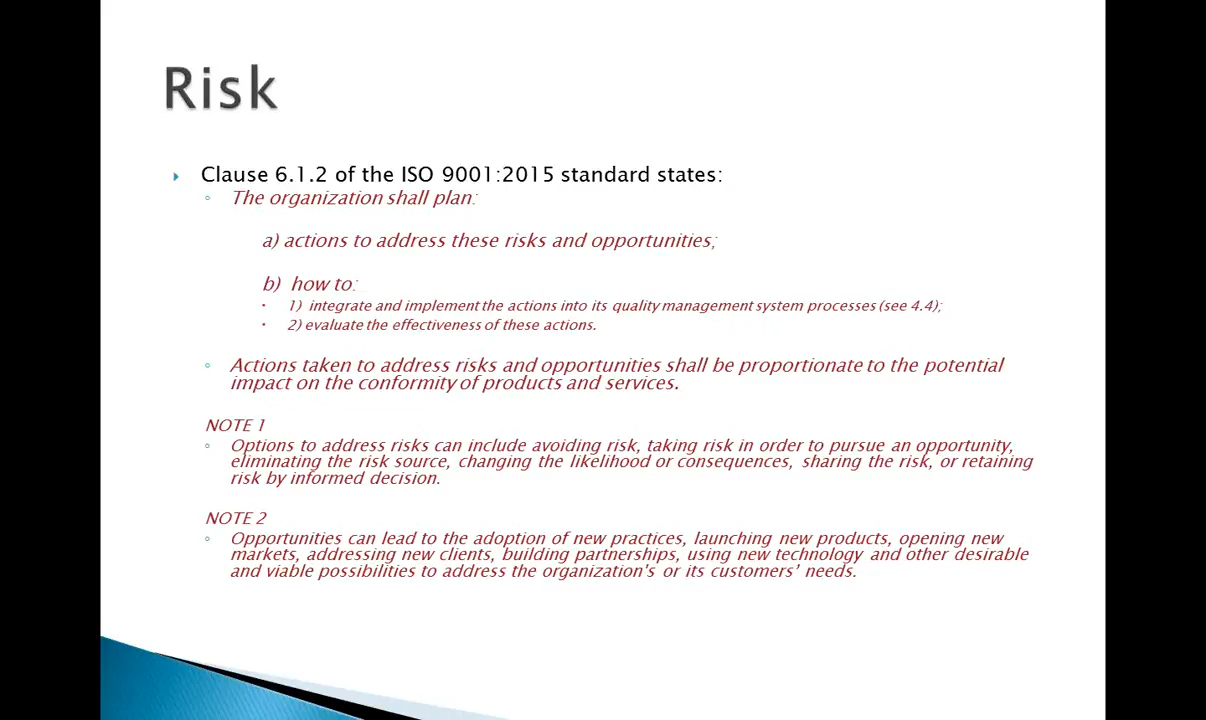 Risk
Clause 6.1.2 of the ISO 9001:2015 standard states:
The organization shall plan:
a) actions to address these risks and opportunities;
b) how to:
1) integrate and implement the actions into its quality management system processes (see 4.4);
2) evaluate the effectiveness of these actions.
Actions taken to address risks and opportunities shall be proportionate to the potential
impact on the conformity of products and services.
NOTE 1
Options to address risks can include avoiding risk, taking risk in order to pursue an opportunity,
eliminating the risk source, changing the likelihood or consequences, sharing the risk, or retaining
risk by informed decision.
NOTE 2
Opportunities can lead to the adoption of new practices, launching new products, opening new
markets, addressing new clients, building partnerships, using new technology and other desirable
and viable possibilities to address the organization's or its customers’ needs.